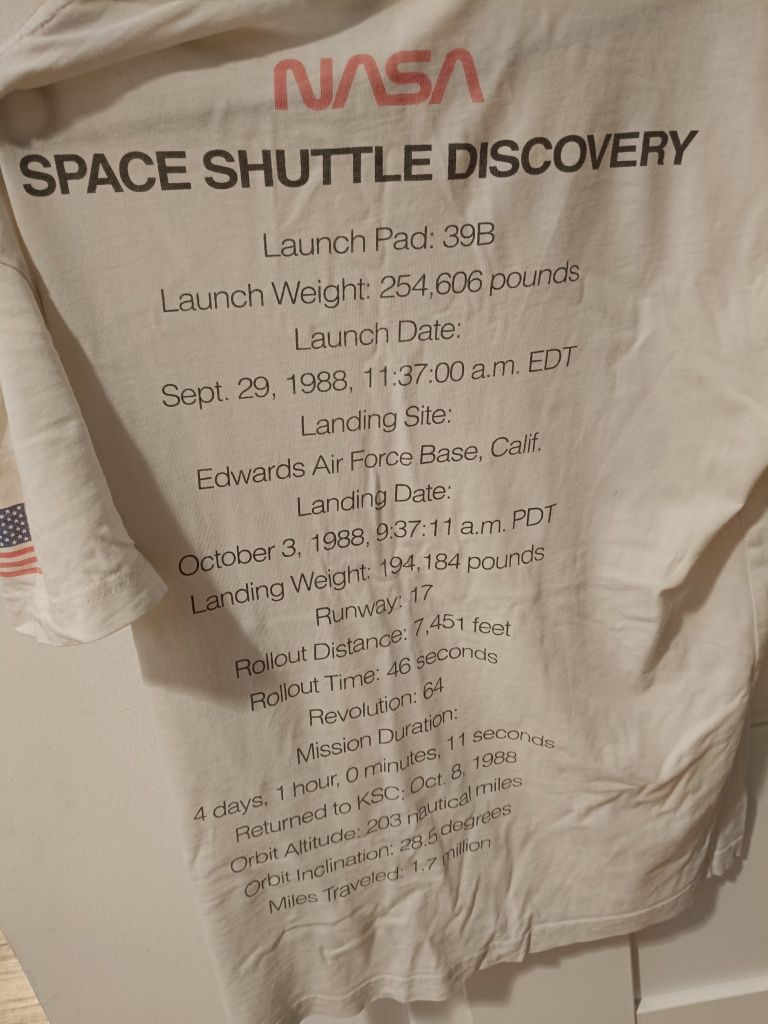 NASA
SPACE SHUTTLE DISCOVERY
Launch Pad: 39B
Launch Weight: 254,606 pounds
Launch Date:
Sept. 29, 1988, 11:37:00 a.m. EDT
Landing Site:
Edwards Air Force Base, Calif.
Landing Date:
October 3, 1988, 9:37:11 a.m. PDT
Landing Weight: 194,184 pounds
Runway: 17
Rollout Distance: 7,451 feet
Rollout Time: 46 seconds
Revolution: 64
Mission Duration:
4 days, 1 hour, 0 minutes, 11 seconds
Returned to KSC: Oct. 8, 1988
Orbit Altitude: 203 nautical miles
Orbit Inclination: 28.5 degrees
Miles Traveled: 1.7 million